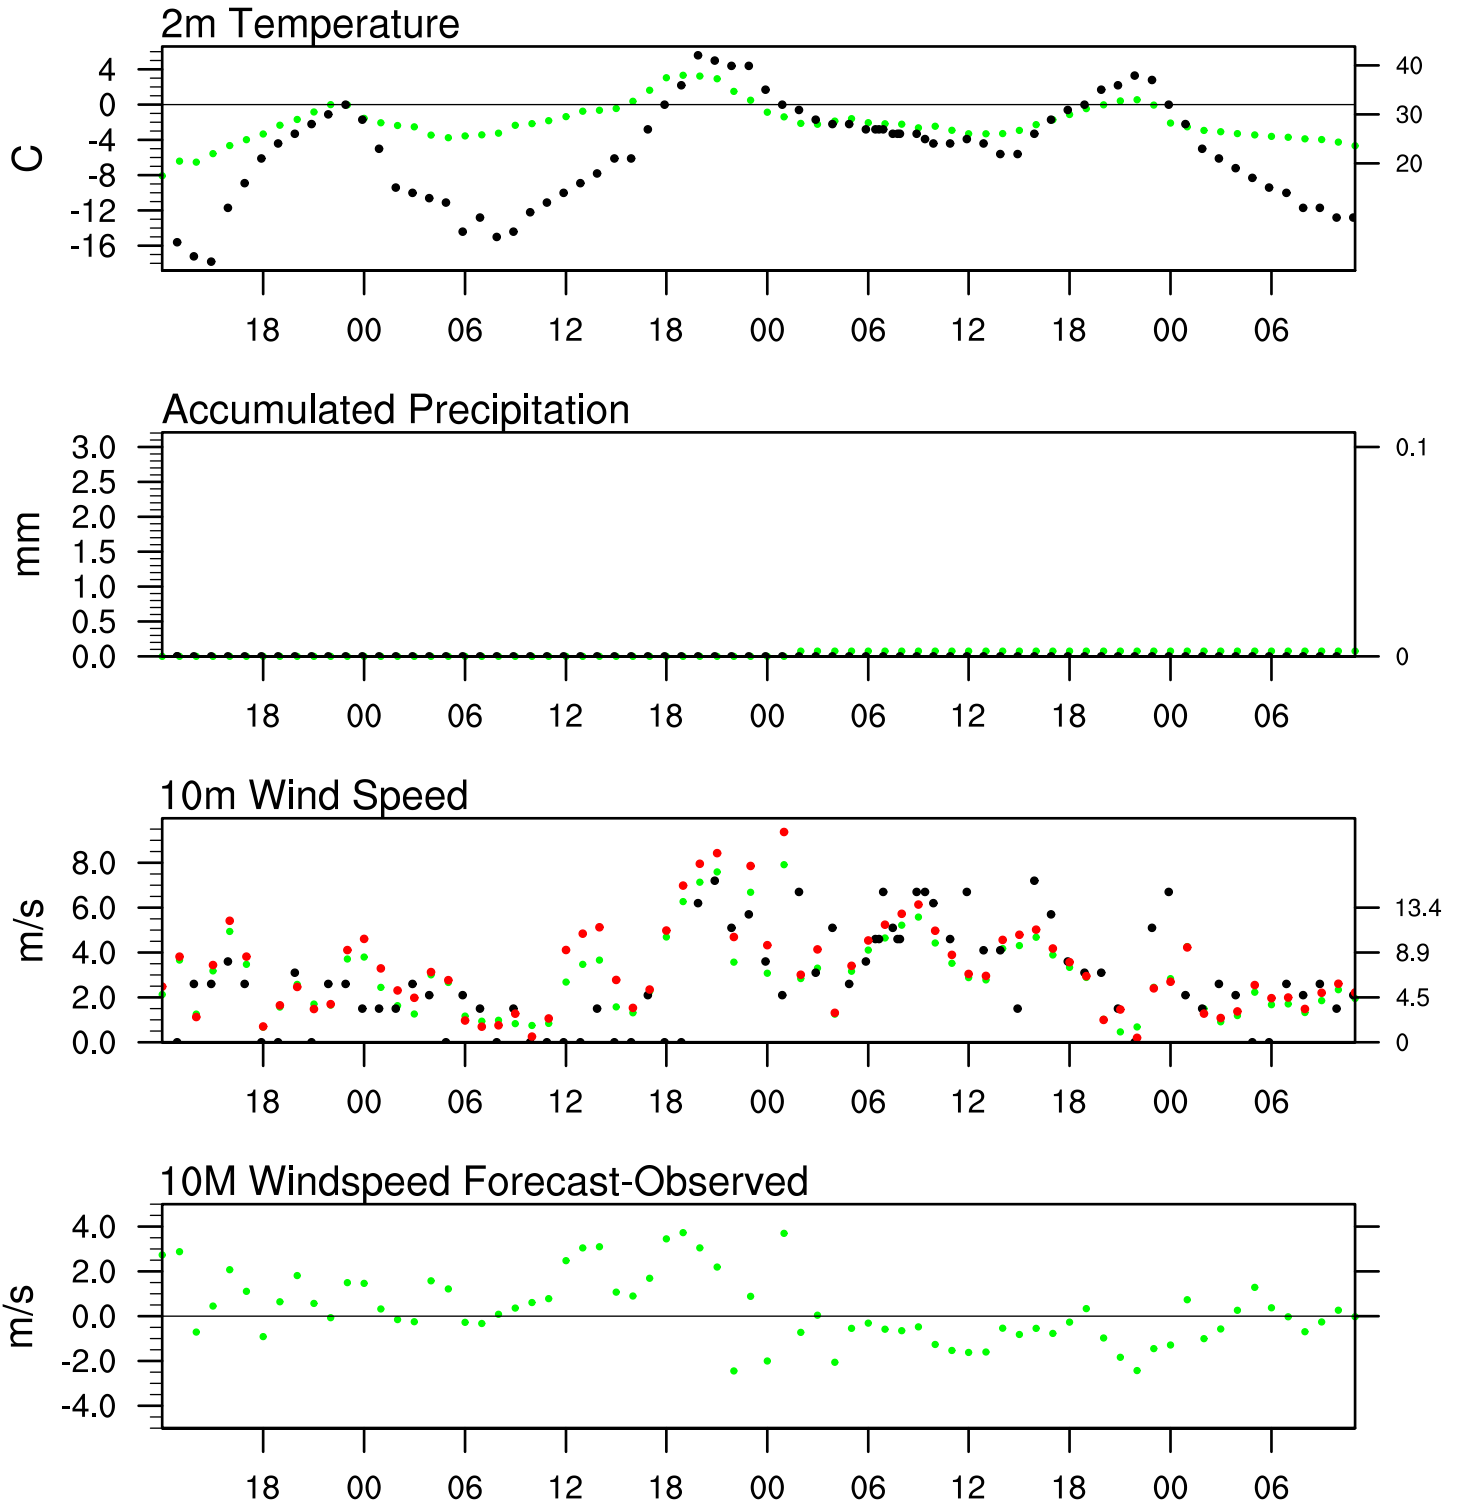 2m Temperature
4
0
-4
-8
-12
-16
C
40
30
20
18 00 06 12 18 00 06 12 18 00 06
Accumulated Precipitation
3.0
2.5
2.0
1.5
1.0
0.5
0.0
mm
0.1
0
18 00 06 12 18 00 06 12 18 00 06
10m Wind Speed
8.0
6.0
4.0
2.0
0.0
m/s
13.4
8.9
4.5
0
18 00 06 12 18 00 06 12 18 00 06
10M Windspeed Forecast-Observed
4.0
2.0
0.0
-2.0
-4.0
m/s
18 00 06 12 18 00 06 12 18 00 06